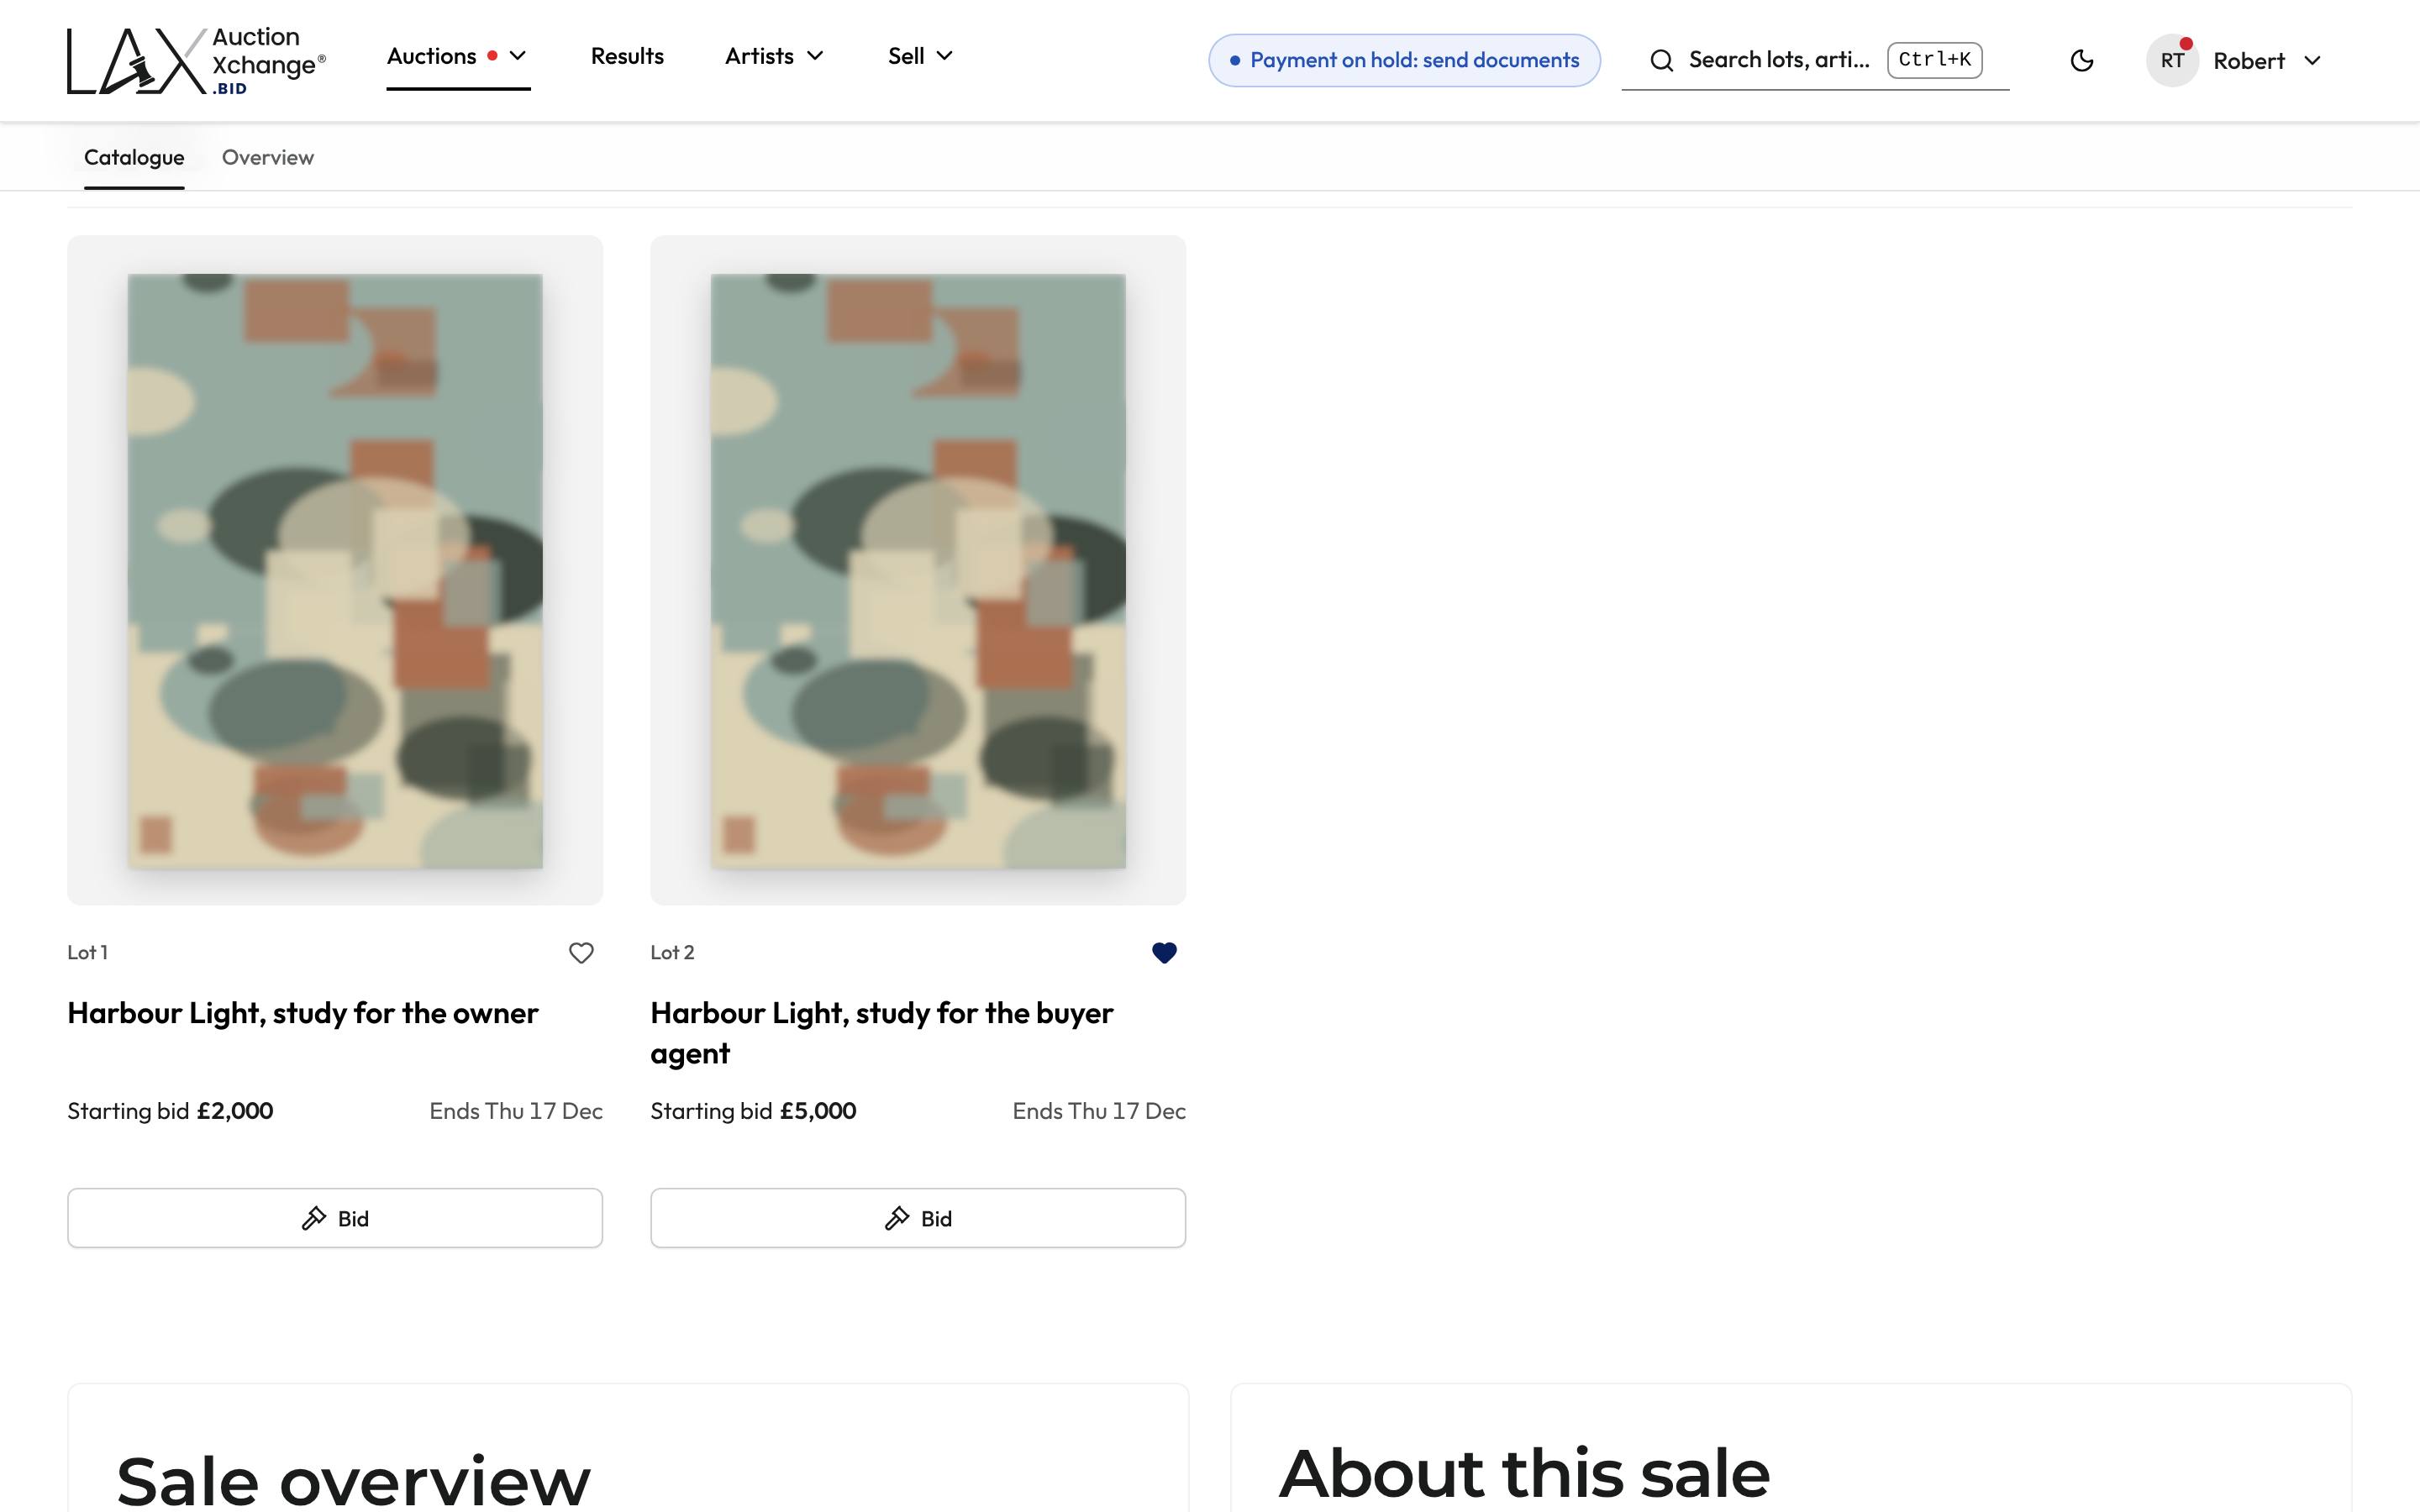 LAX Auction
Xchange®
.BID
Auctions
Results
Artists
Sell
Payment on hold: send documents
Search lots, arti...
Ctrl+K
RT
Robert
Catalogue
Overview
Lot 1
Harbour Light, study for the owner
Starting bid £2,000
Ends Thu 17 Dec
Bid
Lot 2
Harbour Light, study for the buyer
agent
Starting bid £5,000
Ends Thu 17 Dec
Bid
Sale overview
About this sale